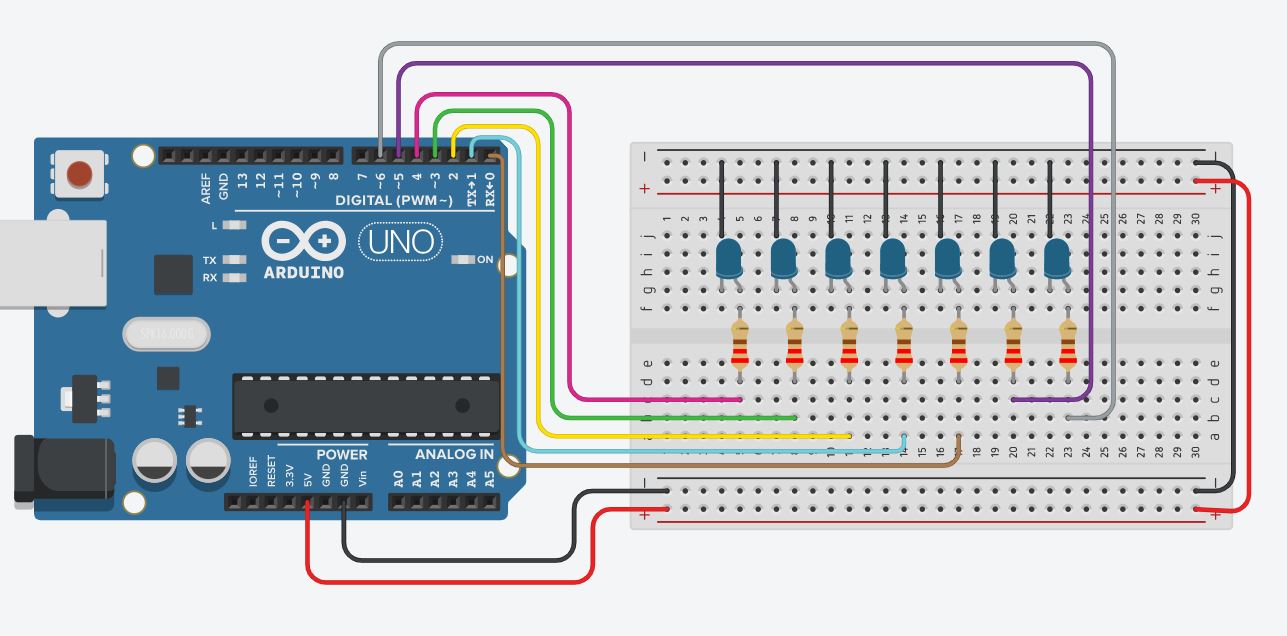 AREF
GND
13
12
~11
~10
~9
8
7
~6
~5
4
~3
2
TX→1
RX←0
DIGITAL (PWM~)
L
TX
RX
ARDUINO
UNO
ON
SPK16.000G
POWER
ANALOG IN
IOREF
RESET
3.3V
5V
GND
GND
Vin
A0
A1
A2
A3
A4
A5
− −
+ +
1 2 3 4 5 6 7 8 9 10 11 12 13 14 15 16 17 18 19 20 21 22 23 24 25 26 27 28 29 30
j j
i i
h h
g g
f f
e e
d d
c c
b b
a a
1 2 3 4 5 6 7 8 9 10 11 12 13 14 15 16 17 18 19 20 21 22 23 24 25 26 27 28 29 30
− −
+ +